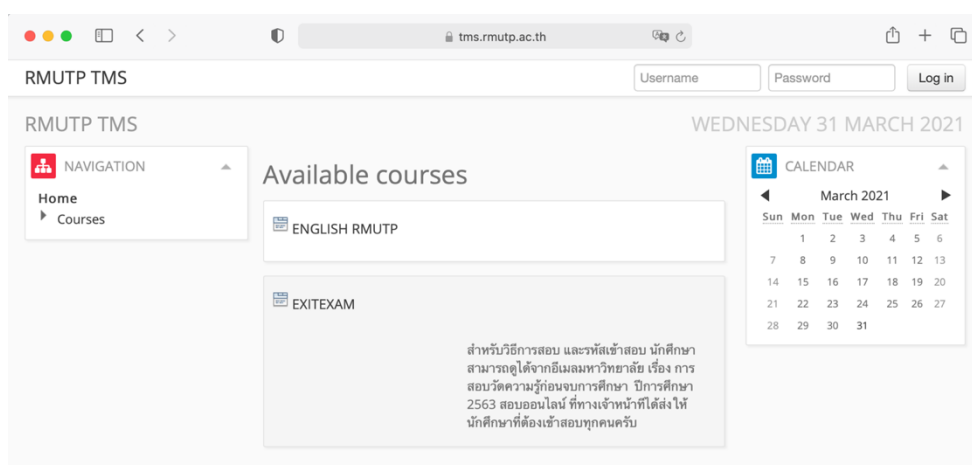 tms.rmutp.ac.th
RMUTP TMS
Username
Password
Log in
RMUTP TMS
WEDNESDAY 31 MARCH 2021
NAVIGATION
Home
Courses
Available courses
ENGLISH RMUTP
EXITEXAM
สำหรับวิธีการสอบ และรหัสเข้าสอบ นักศึกษา
สามารถดูได้จากอีเมลมหาวิทยาลัย เรื่อง การ
สอบวัดความรู้ก่อนจบการศึกษา ปีการศึกษา
2563 สอบออนไลน์ ที่ทางเจ้าหน้าที่ได้ส่งให้
นักศึกษาที่ต้องเข้าสอบทุกคนครับ
CALENDAR
March 2021
Sun Mon Tue Wed Thu Fri Sat
1 2 3 4 5 6
7 8 9 10 11 12 13
14 15 16 17 18 19 20
21 22 23 24 25 26 27
28 29 30 31